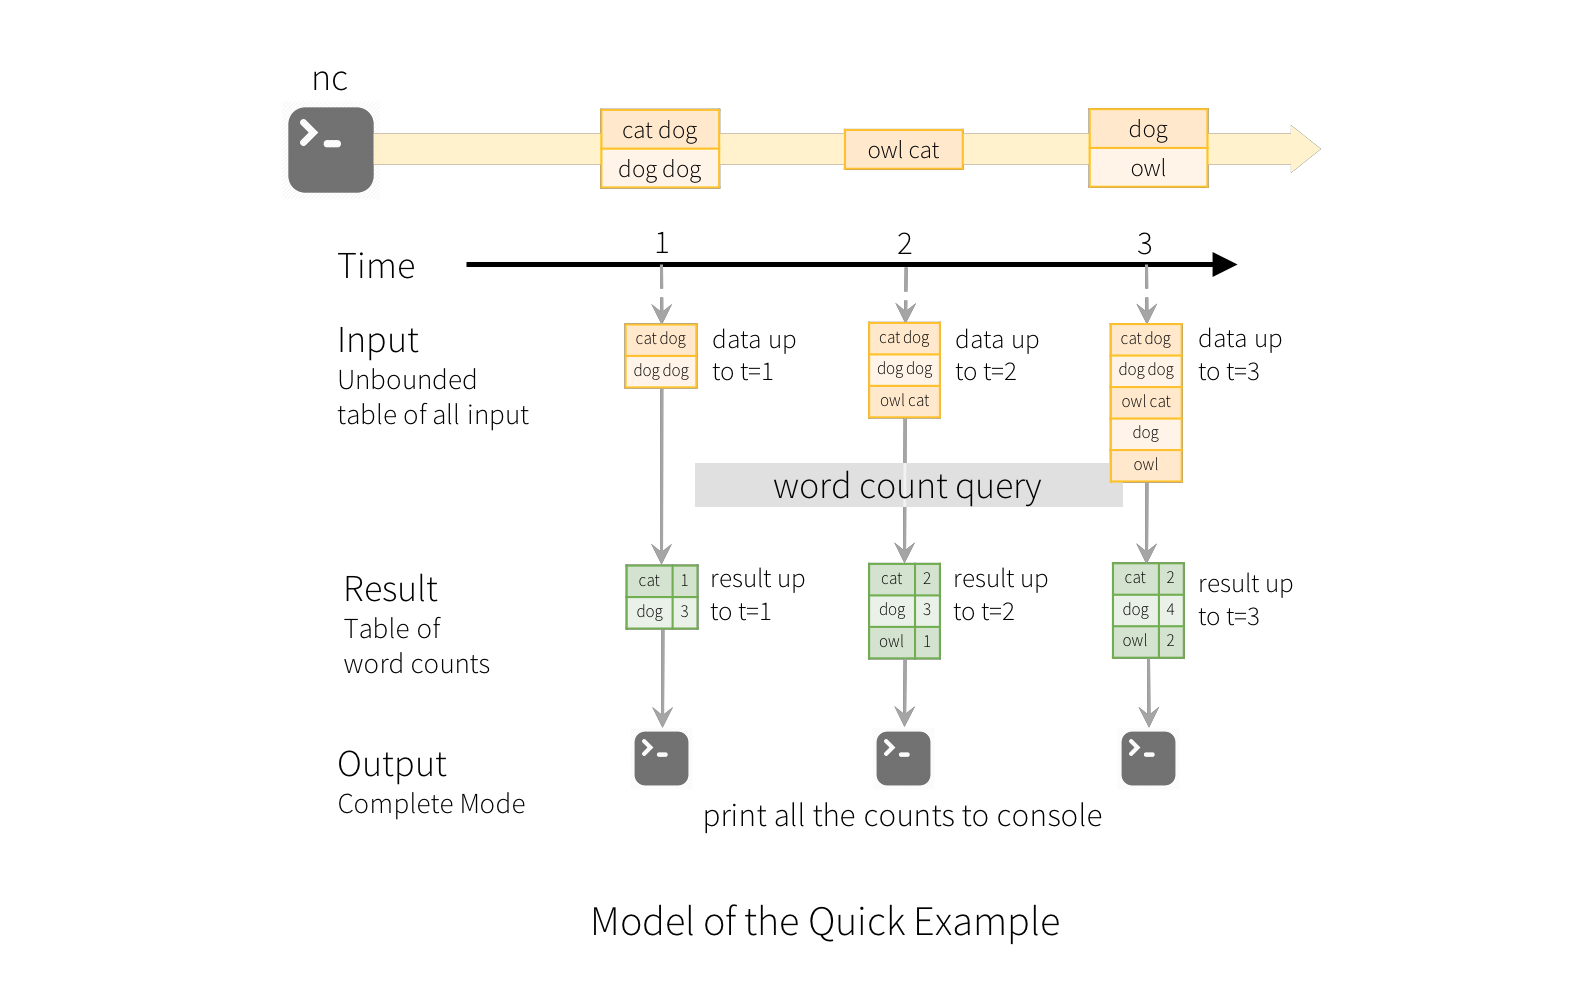 nc
cat dog
dog dog
owl cat
dog
owl
Time
1
2
3
Input
Unbounded
table of all input
cat dog
dog dog
data up
to t=1
cat dog
dog dog
owl cat
data up
to t=2
cat dog
dog dog
owl cat
dog
owl
data up
to t=3
word count query
Result
Table of
word counts
cat 1
dog 3
result up
to t=1
cat 2
dog 3
owl 1
result up
to t=2
cat 2
dog 4
owl 2
result up
to t=3
Output
Complete Mode
print all the counts to console
Model of the Quick Example